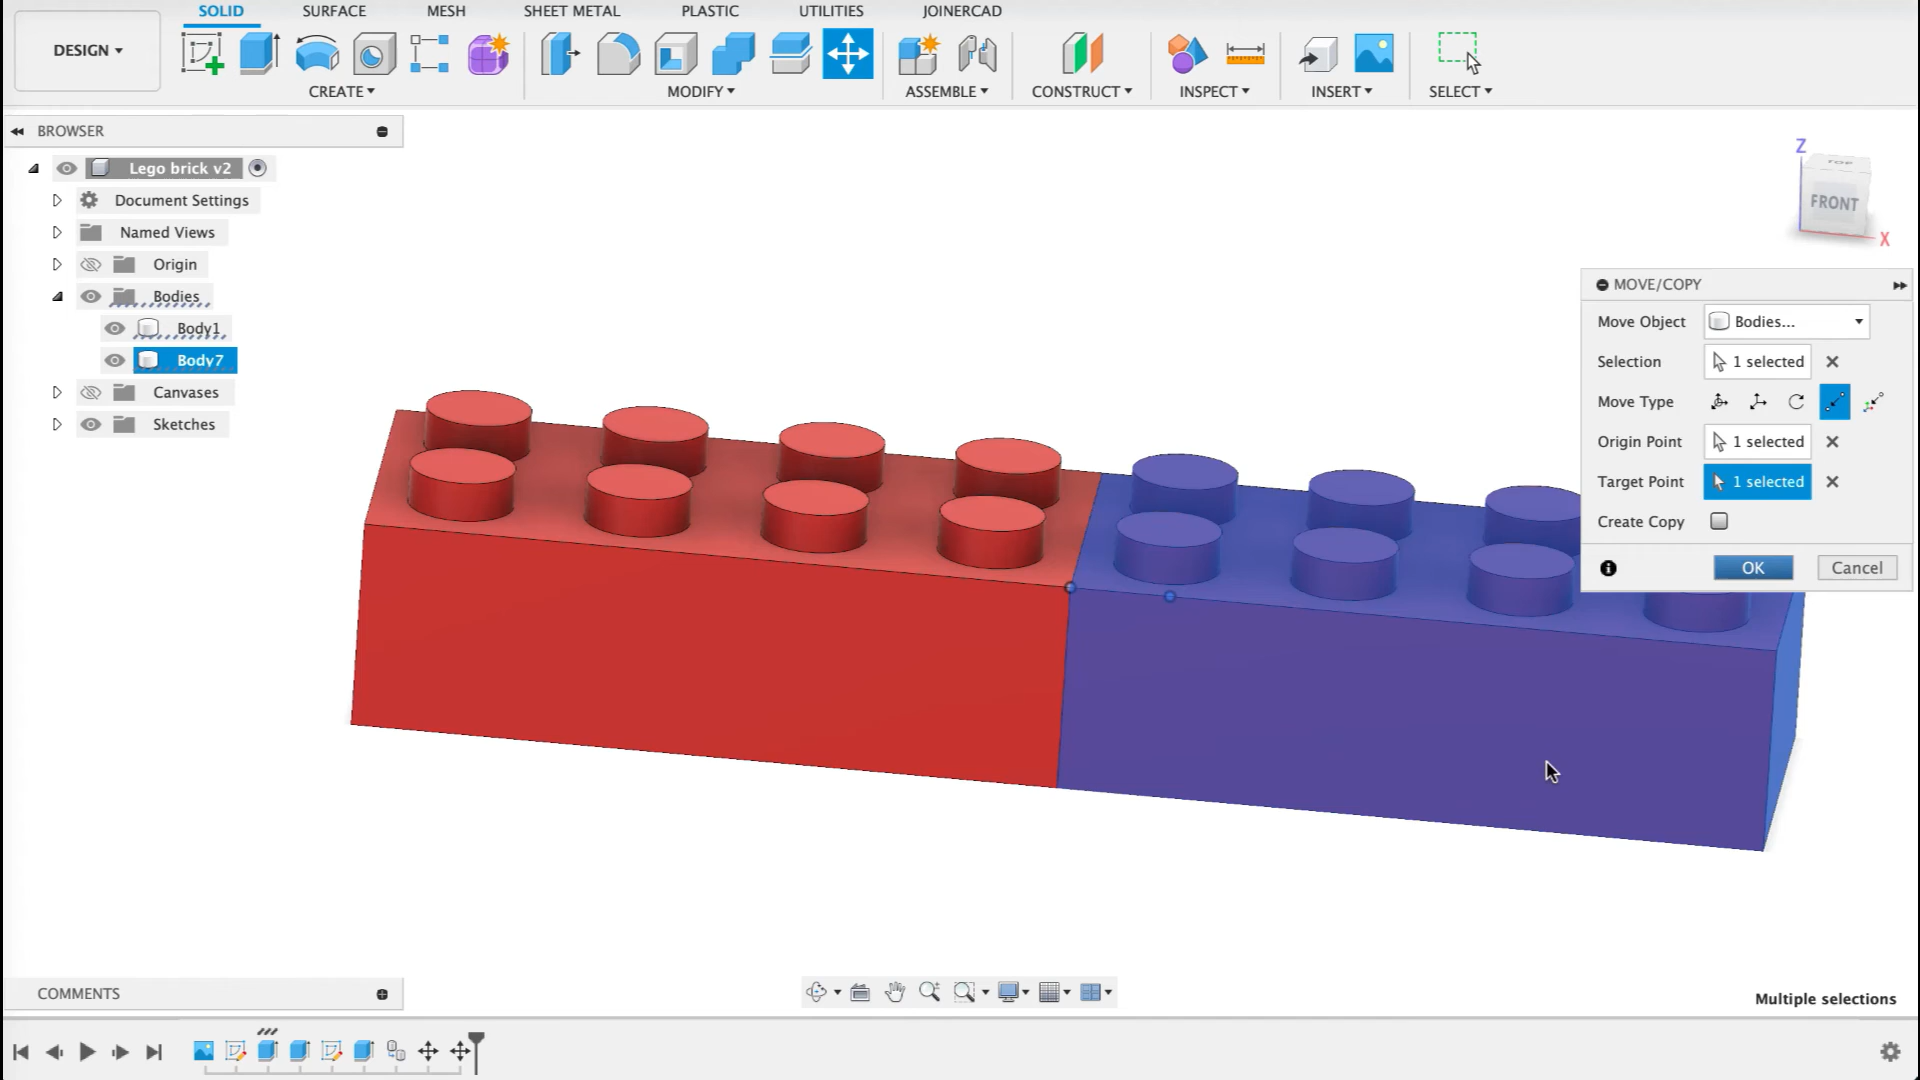 SOLID SURFACE MESH SHEET METAL PLASTIC UTILITIES JOINERCAD
DESIGN
CREATE MODIFY ASSEMBLE CONSTRUCT INSPECT INSERT SELECT
BROWSER
Lego brick v2
Document Settings
Named Views
Origin
Bodies
Body1
Body7
Canvases
Sketches
Z
TOP
FRONT
X
MOVE/COPY
Move Object Bodies...
Selection 1 selected
Move Type
Origin Point 1 selected
Target Point 1 selected
Create Copy
OK Cancel
COMMENTS
Multiple selections